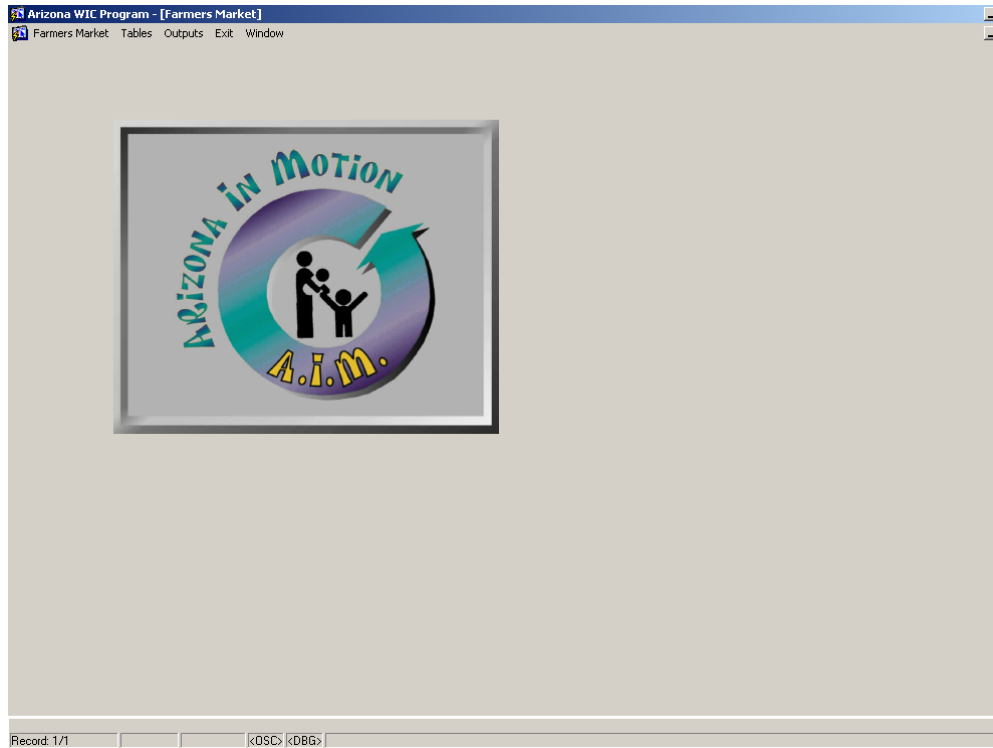 Arizona WIC Program - [Farmers Market]
Farmers Market Tables Outputs Exit Window
ARiZONA iN MOTiON
A.i.M.
Record: 1/1 <OSC> <DBG>